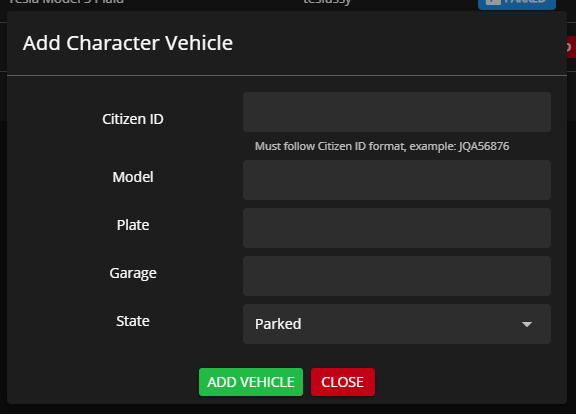 Tesla Model S Plaid teslussy PARKED
Add Character Vehicle
Citizen ID
Must follow Citizen ID format, example: JQA56876
Model
Plate
Garage
State Parked
ADD VEHICLE CLOSE